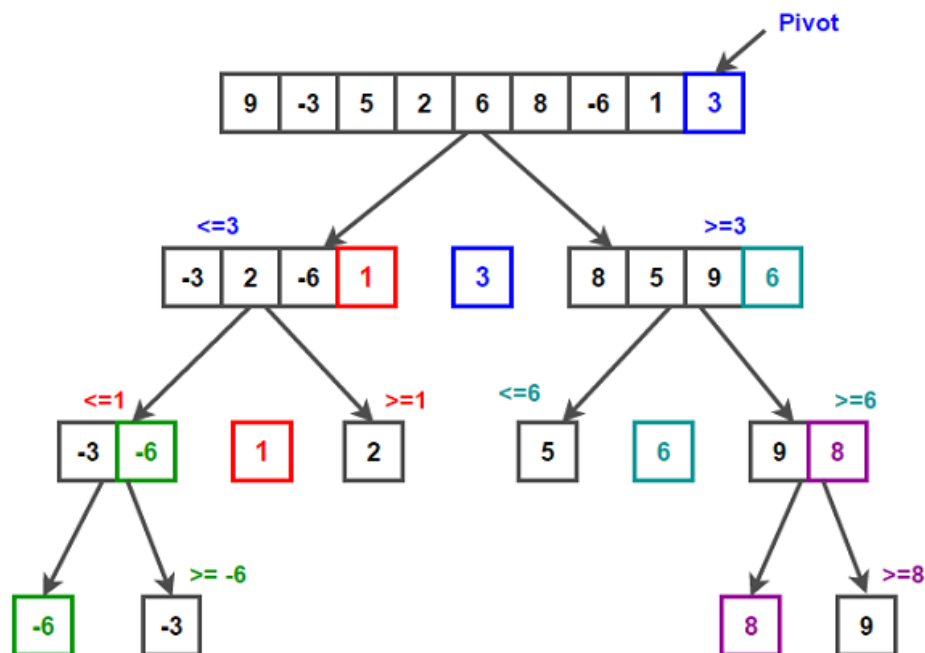 Pivot
9 -3 5 2 6 8 -6 1 3
<=3 >=3
-3 2 -6 1 3 8 5 9 6
<=1 >=1 <=6 >=6
-3 -6 1 2 5 6 9 8
>= -6 >=8
-6 -3 8 9